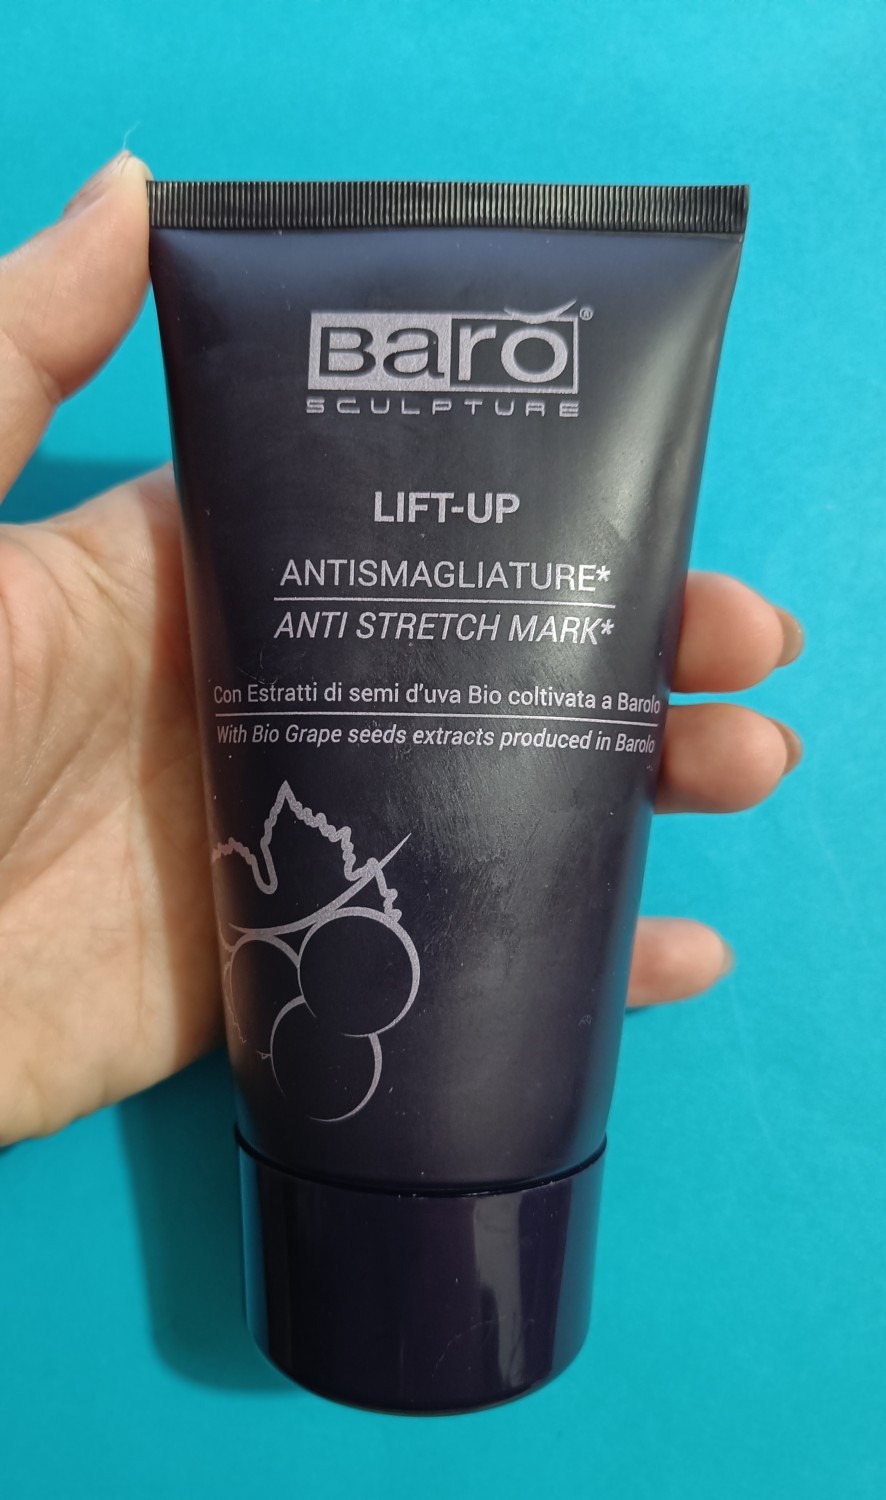 Barò®
SCULPTURE
LIFT-UP
ANTISMAGLIATURE*
ANTI STRETCH MARK*
Con Estratti di semi d'uva Bio coltivata a Barolo
With Bio Grape seeds extracts produced in Barolo